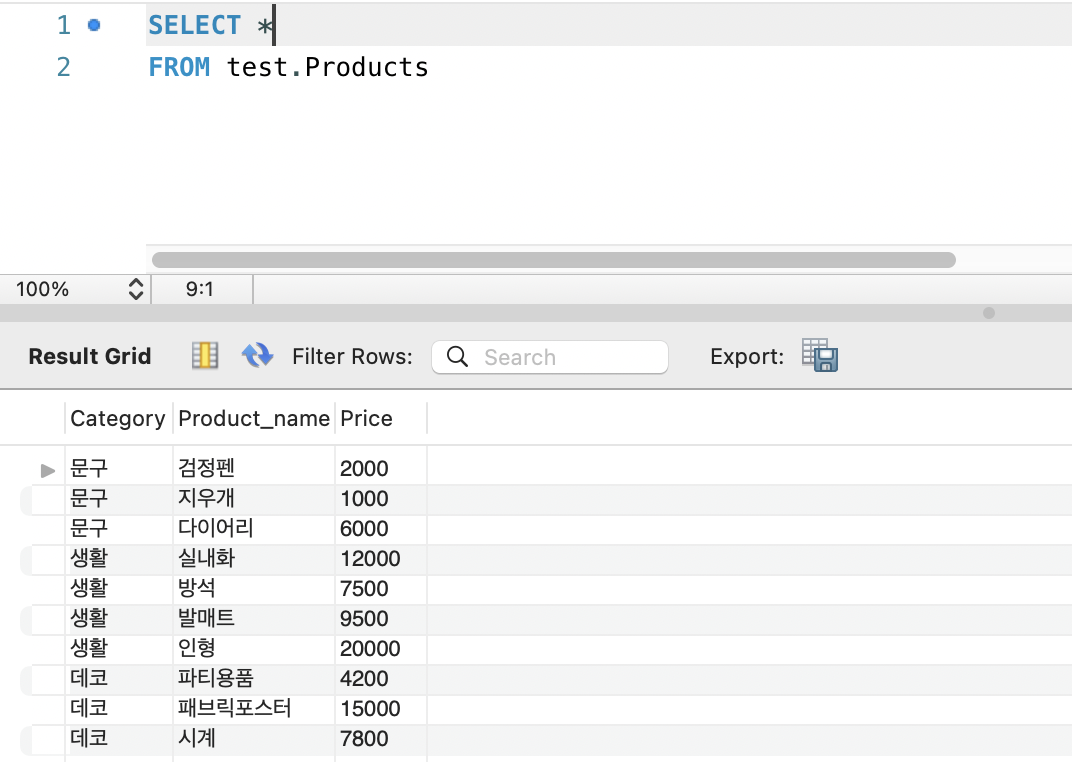 1 SELECT *
2 FROM test.Products
100% 9:1
Result Grid Filter Rows: Search Export:
Category Product_name Price
문구 검정펜 2000
문구 지우개 1000
문구 다이어리 6000
생활 실내화 12000
생활 방석 7500
생활 발매트 9500
생활 인형 20000
데코 파티용품 4200
데코 패브릭포스터 15000
데코 시계 7800